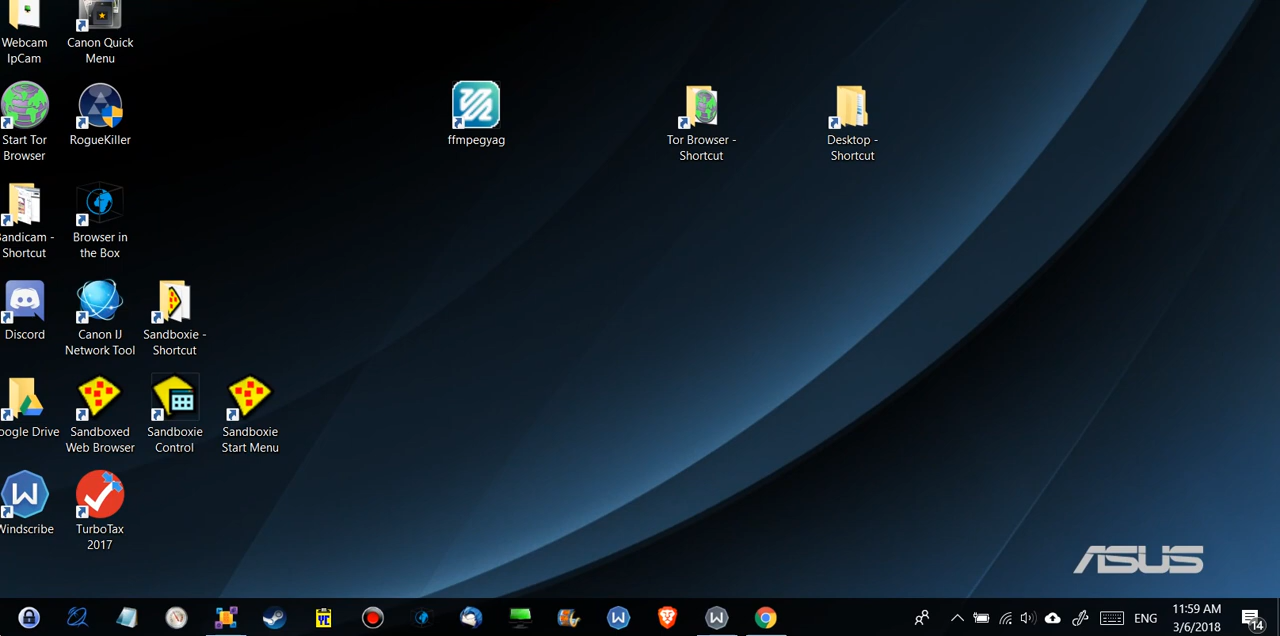 Webcam
IpCam
Canon Quick
Menu
Start Tor
Browser
RogueKiller
ffmpegyag
Tor Browser -
Shortcut
Desktop -
Shortcut
Bandicam -
Shortcut
Browser in
the Box
Discord
Canon IJ
Network Tool
Sandboxie -
Shortcut
oogle Drive
Sandboxed
Web Browser
Sandboxie
Control
Sandboxie
Start Menu
Windscribe
TurboTax
2017
ASUS
ENG
11:59 AM
3/6/2018
14